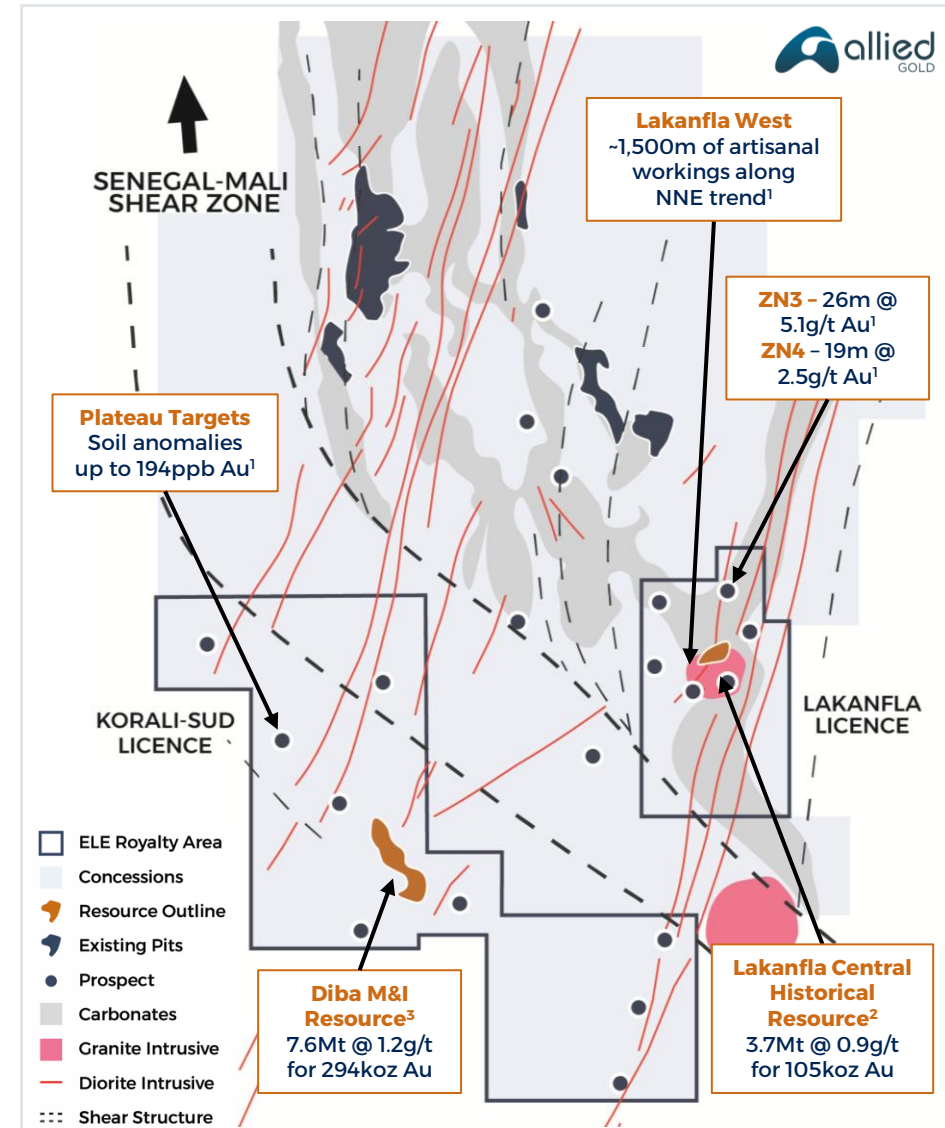 allied
GOLD
SENEGAL-MALI
SHEAR ZONE
Lakanfla West
~1,500m of artisanal
workings along
NNE trend¹
ZN3 – 26m @
5.1g/t Au¹
ZN4 – 19m @
2.5g/t Au¹
Plateau Targets
Soil anomalies
up to 194ppb Au¹
KORALI-SUD
LICENCE
LAKANFLA
LICENCE
ELE Royalty Area
Concessions
Resource Outline
Existing Pits
Prospect
Carbonates
Granite Intrusive
Diorite Intrusive
Shear Structure
Diba M&I
Resource³
7.6Mt @ 1.2g/t
for 294koz Au
Lakanfla Central
Historical
Resource²
3.7Mt @ 0.9g/t
for 105koz Au